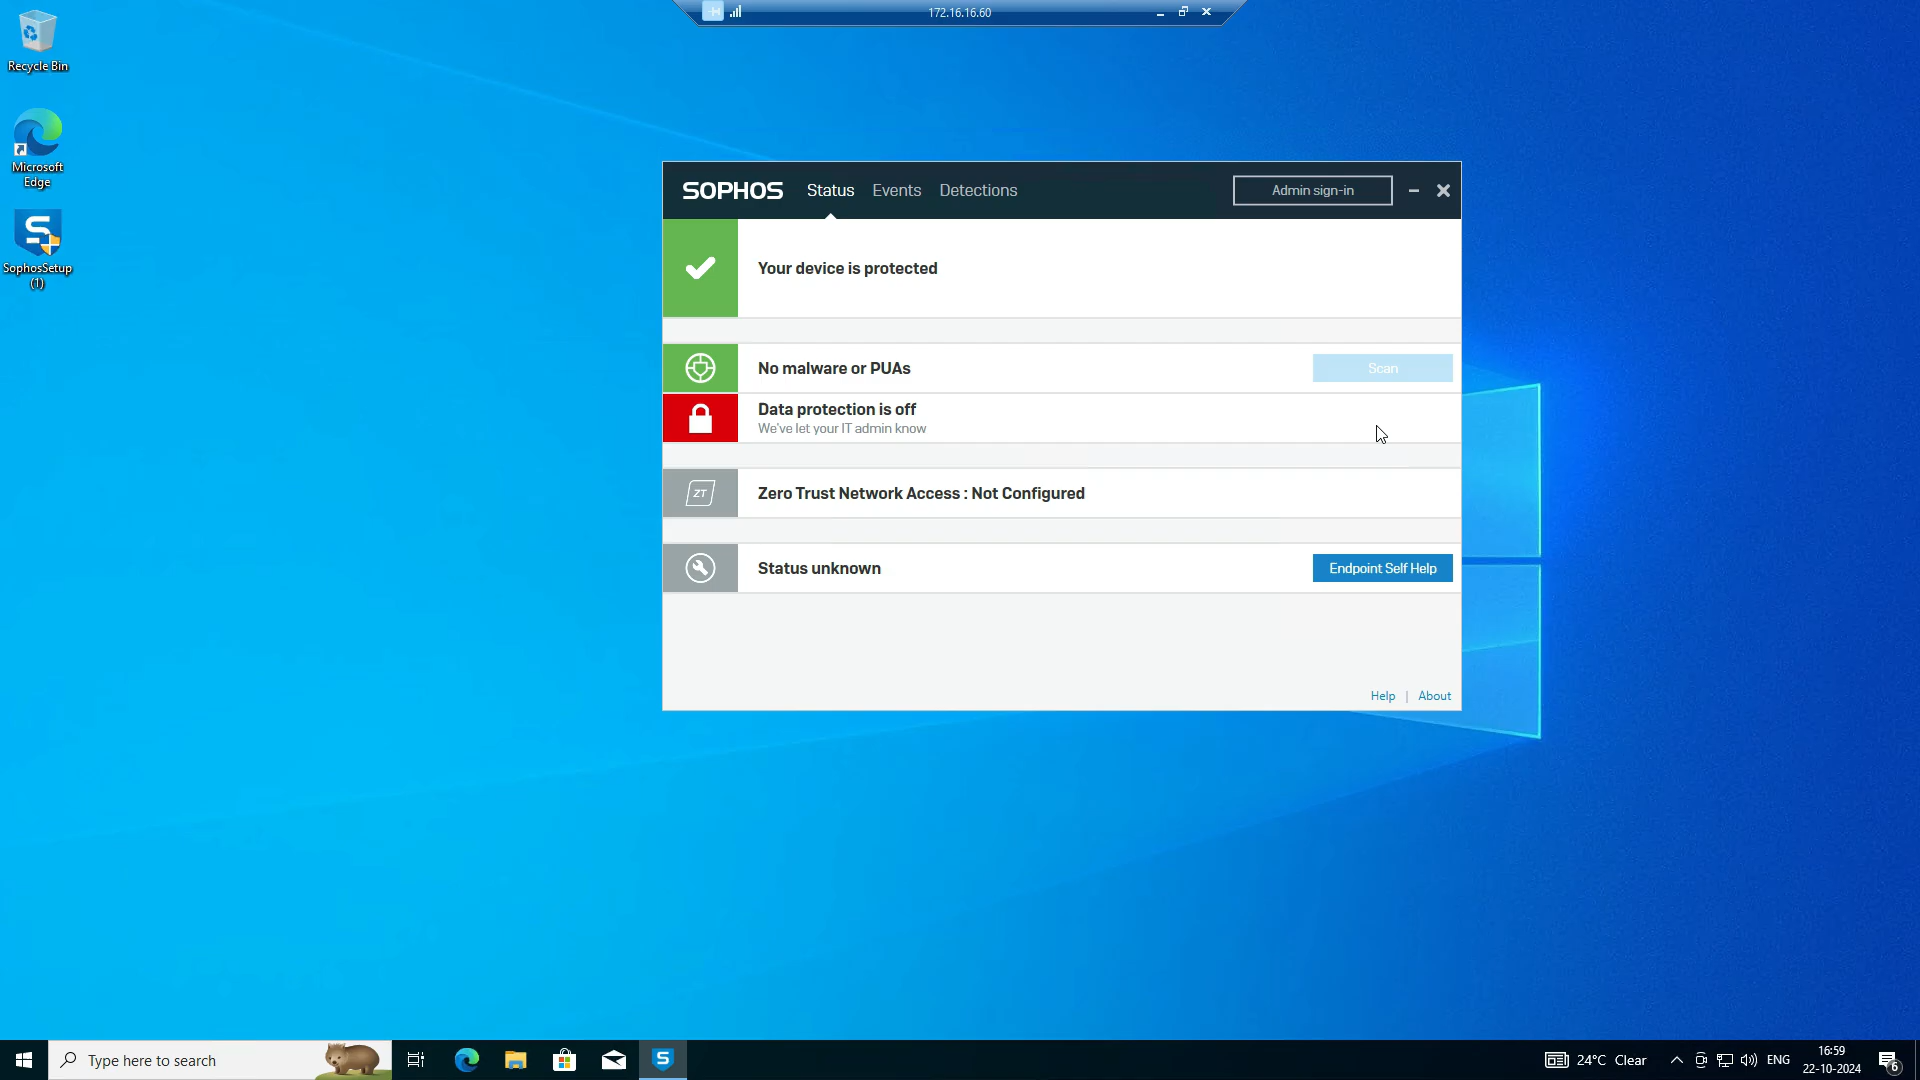 172.16.16.60
Recycle Bin
Microsoft
Edge
SophosSetup
(1)
SOPHOS Status Events Detections Admin sign-in
Your device is protected
No malware or PUAs Scan
Data protection is off
We've let your IT admin know
ZT Zero Trust Network Access : Not Configured
Status unknown Endpoint Self Help
Help | About
Type here to search
24°C Clear ENG
16:59
22-10-2024
6